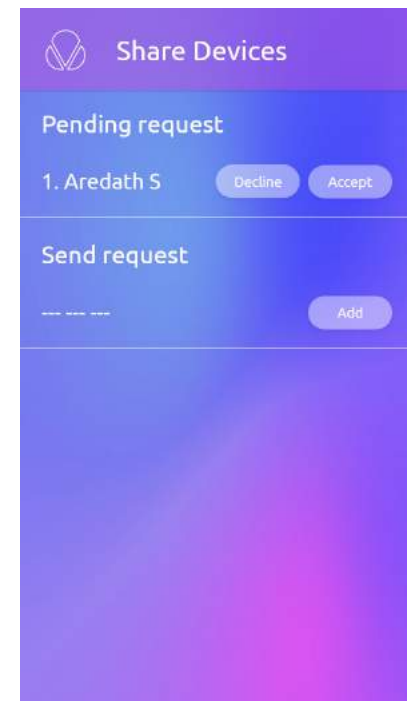 Share Devices
Pending request
1. Aredath S Decline Accept
Send request
--- --- --- Add